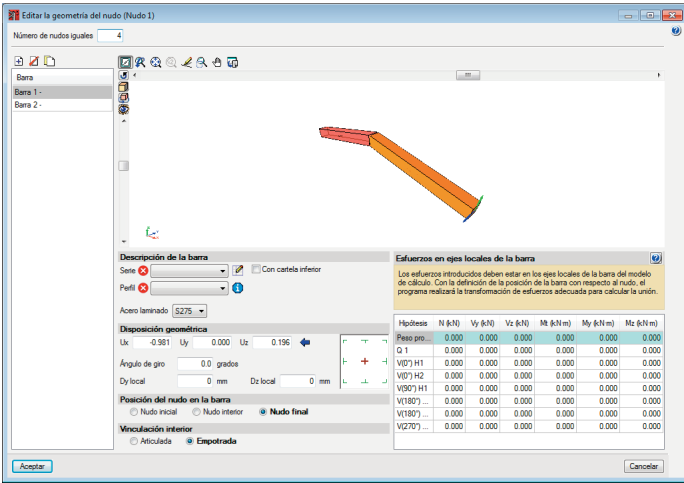 Editar la geometría del nudo (Nudo 1)
Número de nudos iguales 4
Barra
Barra 1 -
Barra 2 -
Descripción de la barra
Serie
Con cartela inferior
Perfil
Acero laminado S275
Disposición geométrica
Ux -0.981 Uy 0.000 Uz 0.196
Ángulo de giro 0.0 grados
Dy local 0 mm Dz local 0 mm
Posición del nudo en la barra
Nudo inicial Nudo interior Nudo final
Vinculación interior
Articulada Empotrada
Esfuerzos en ejes locales de la barra
Los esfuerzos introducidos deben estar en los ejes locales de la barra del modelo
de cálculo. Con la definición de la posición de la barra con respecto al nudo, el
programa realizará la transformación de esfuerzos adecuada para calcular la unión.
Hipótesis N (kN) Vy (kN) Vz (kN) Mt (kN·m) My (kN·m) Mz (kN·m)
Peso pro... 0.000 0.000 0.000 0.000 0.000 0.000
Q 1 0.000 0.000 0.000 0.000 0.000 0.000
V(0°) H1 0.000 0.000 0.000 0.000 0.000 0.000
V(0°) H2 0.000 0.000 0.000 0.000 0.000 0.000
V(90°) H1 0.000 0.000 0.000 0.000 0.000 0.000
V(180°) ... 0.000 0.000 0.000 0.000 0.000 0.000
V(180°) ... 0.000 0.000 0.000 0.000 0.000 0.000
V(270°) ... 0.000 0.000 0.000 0.000 0.000 0.000
Aceptar
Cancelar